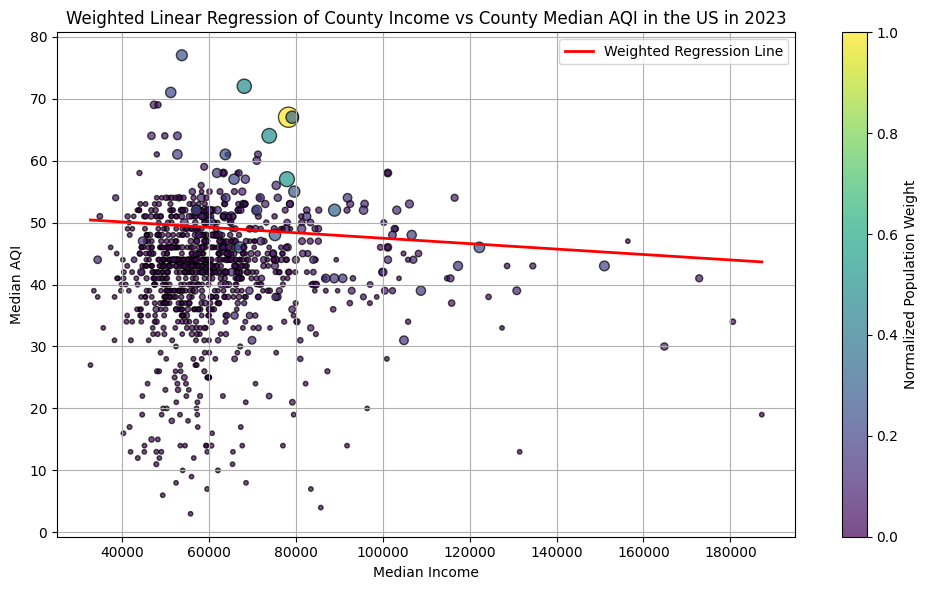 Weighted Linear Regression of County Income vs County Median AQI in the US in 2023
Weighted Regression Line
80
70
60
50
40
30
20
10
0
Median AQI
40000 60000 80000 100000 120000 140000 160000 180000
Median Income
1.0
0.8
0.6
0.4
0.2
0.0
Normalized Population Weight